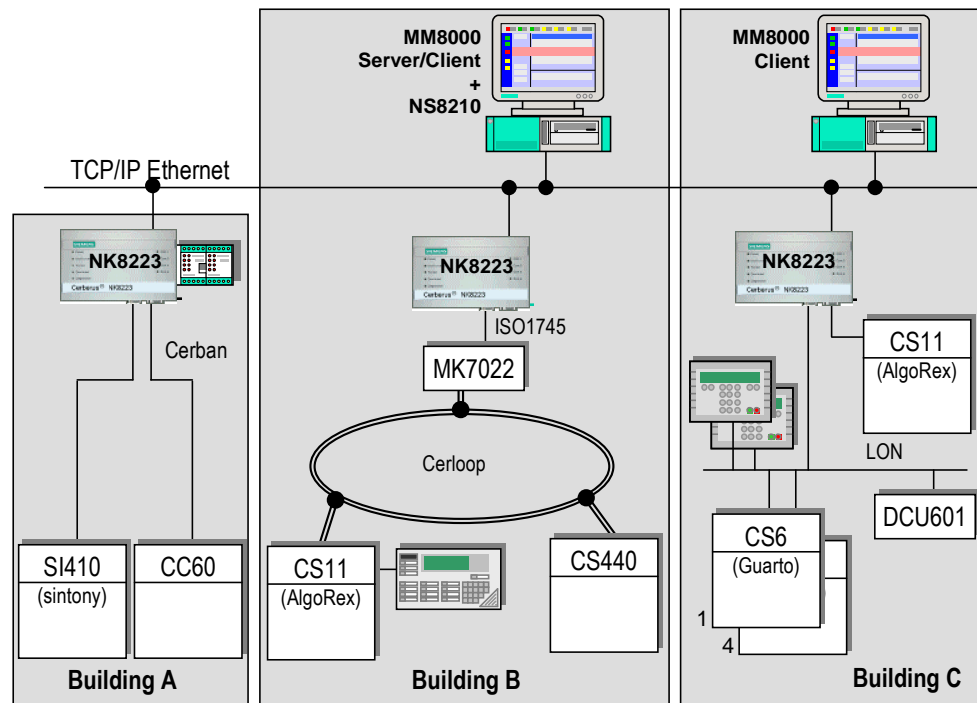 MM8000
Server/Client
+
NS8210
MM8000
Client
TCP/IP Ethernet
NK8223
Cerberus NK8223
Cerban
SI410
(sintony)
CC60
Building A
NK8223
Cerberus NK8223
ISO1745
MK7022
Cerloop
CS11
(AlgoRex)
CS440
Building B
NK8223
Cerberus NK8223
CS11
(AlgoRex)
LON
DCU601
CS6
(Guarto)
1
4
Building C